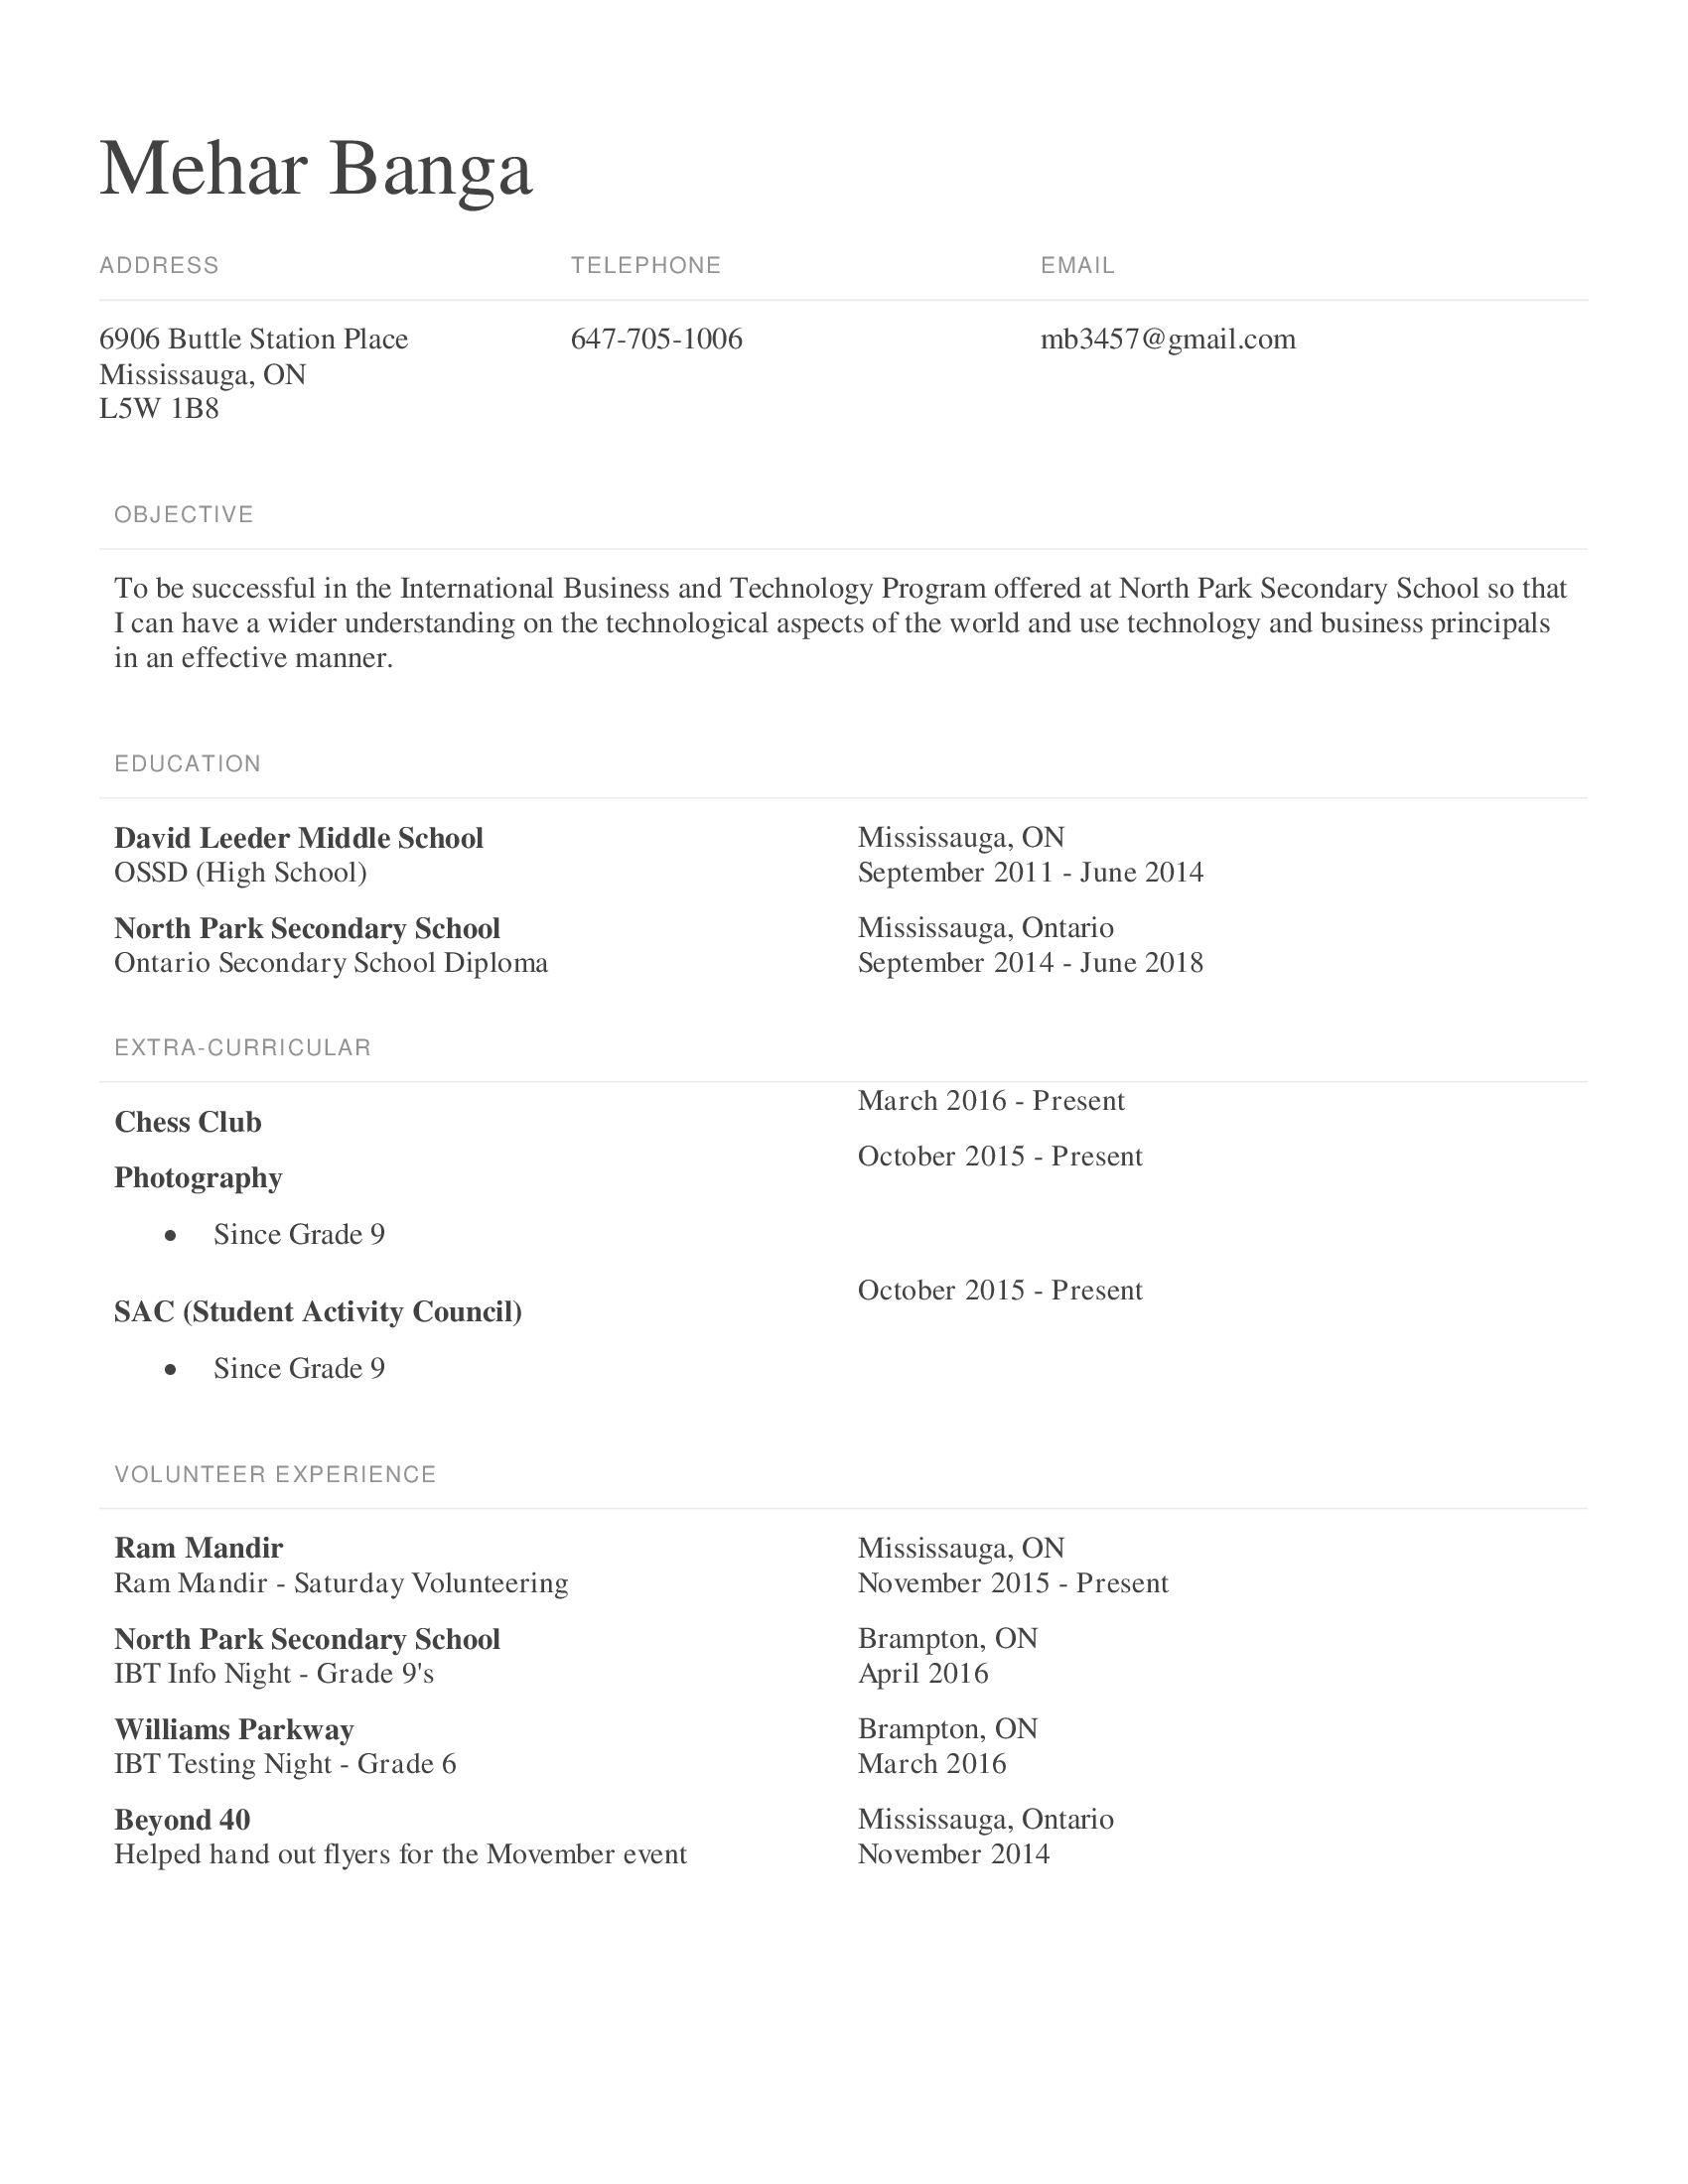 Mehar Banga
ADDRESS TELEPHONE EMAIL
6906 Buttle Station Place 647-705-1006 mb3457@gmail.com
Mississauga, ON
L5W 1B8
OBJECTIVE
To be successful in the International Business and Technology Program offered at North Park Secondary School so that
I can have a wider understanding on the technological aspects of the world and use technology and business principals
in an effective manner.
EDUCATION
David Leeder Middle School Mississauga, ON
OSSD (High School) September 2011 - June 2014
North Park Secondary School Mississauga, Ontario
Ontario Secondary School Diploma September 2014 - June 2018
EXTRA-CURRICULAR
March 2016 - Present
Chess Club
October 2015 - Present
Photography
• Since Grade 9
October 2015 - Present
SAC (Student Activity Council)
• Since Grade 9
VOLUNTEER EXPERIENCE
Ram Mandir Mississauga, ON
Ram Mandir - Saturday Volunteering November 2015 - Present
North Park Secondary School Brampton, ON
IBT Info Night - Grade 9's April 2016
Williams Parkway Brampton, ON
IBT Testing Night - Grade 6 March 2016
Beyond 40 Mississauga, Ontario
Helped hand out flyers for the Movember event November 2014